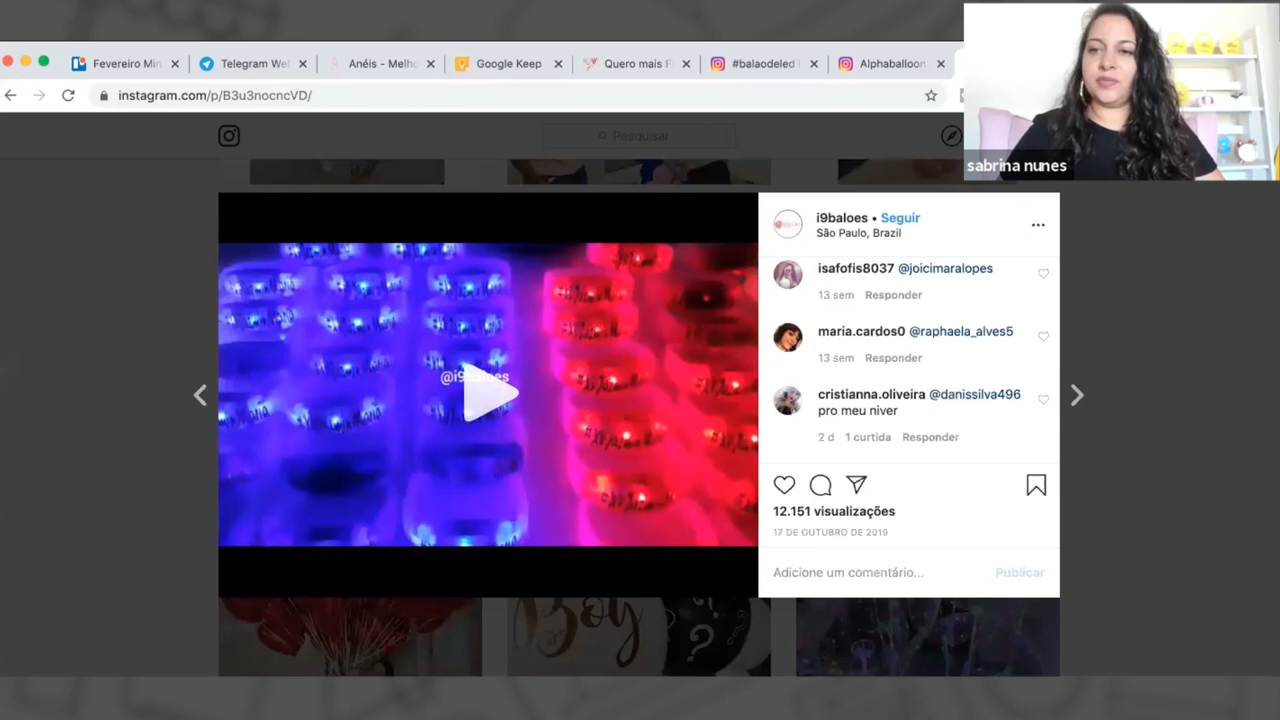 Fevereiro Min
Telegram Wel
Anéis - Melho
Google Keep
Quero mais F
#balaodeled
Alphaballoon
instagram.com/p/B3u3nocncVD/
Pesquisar
sabrina nunes
i9baloes • Seguir
São Paulo, Brazil
isafofis8037 @joicimaralopes
13 sem Responder
maria.cardos0 @raphaela_alves5
13 sem Responder
cristianna.oliveira @danissilva496
pro meu niver
2 d 1 curtida Responder
@i9baloes
12.151 visualizações
17 DE OUTUBRO DE 2019
Adicione um comentário... Publicar
Boy
?
?